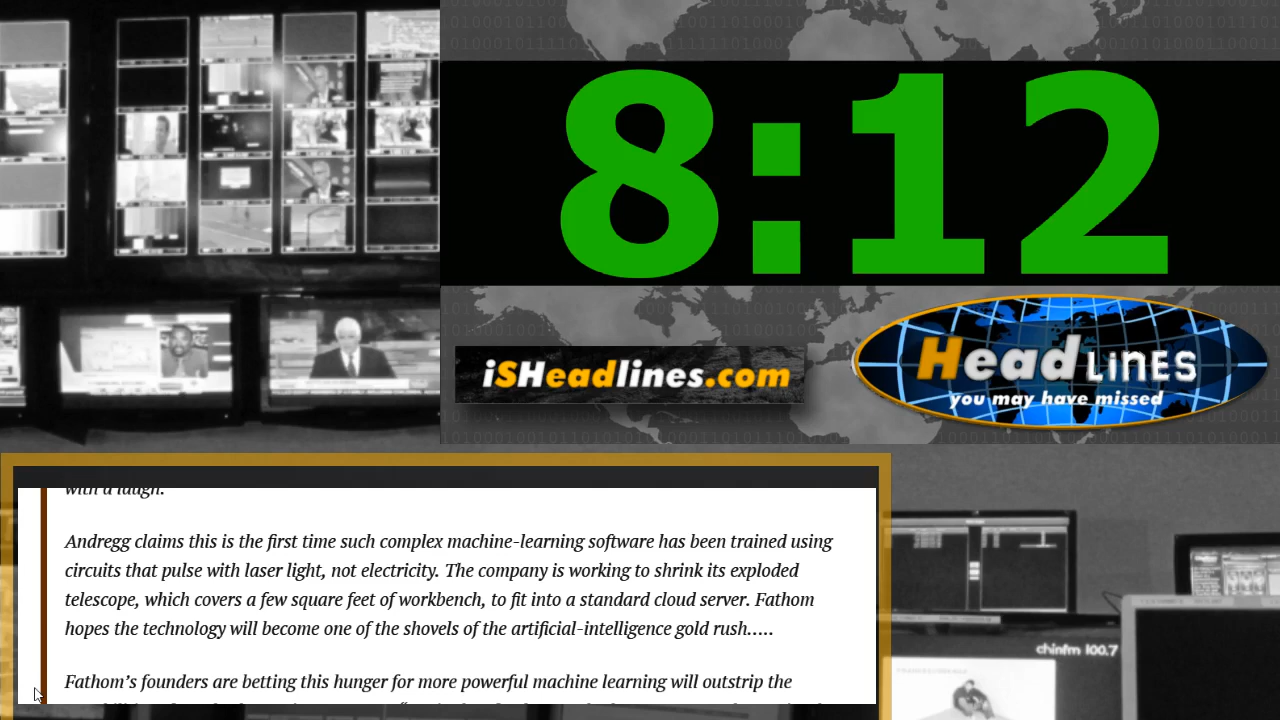 8:12
iSHeadlines.com
HeadLINES
you may have missed
with a laugh.
Andregg claims this is the first time such complex machine-learning software has been trained using
circuits that pulse with laser light, not electricity. The company is working to shrink its exploded
telescope, which covers a few square feet of workbench, to fit into a standard cloud server. Fathom
hopes the technology will become one of the shovels of the artificial-intelligence gold rush.....
Fathom's founders are betting this hunger for more powerful machine learning will outstrip the
chinfm 100.7